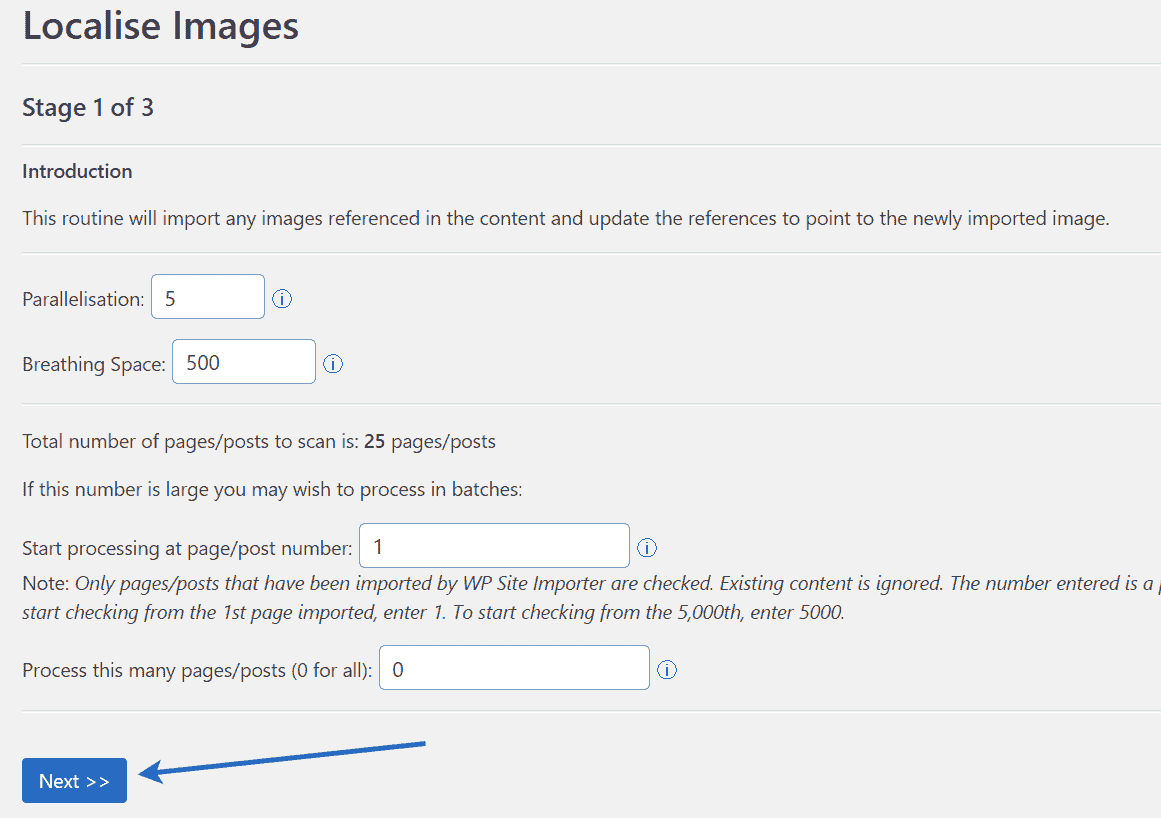 Localise Images
Stage 1 of 3
Introduction
This routine will import any images referenced in the content and update the references to point to the newly imported image.
Parallelisation: 5
Breathing Space: 500
Total number of pages/posts to scan is: 25 pages/posts
If this number is large you may wish to process in batches:
Start processing at page/post number: 1
Note: Only pages/posts that have been imported by WP Site Importer are checked. Existing content is ignored. The number entered is a
start checking from the 1st page imported, enter 1. To start checking from the 5,000th, enter 5000.
Process this many pages/posts (0 for all): 0
Next >>